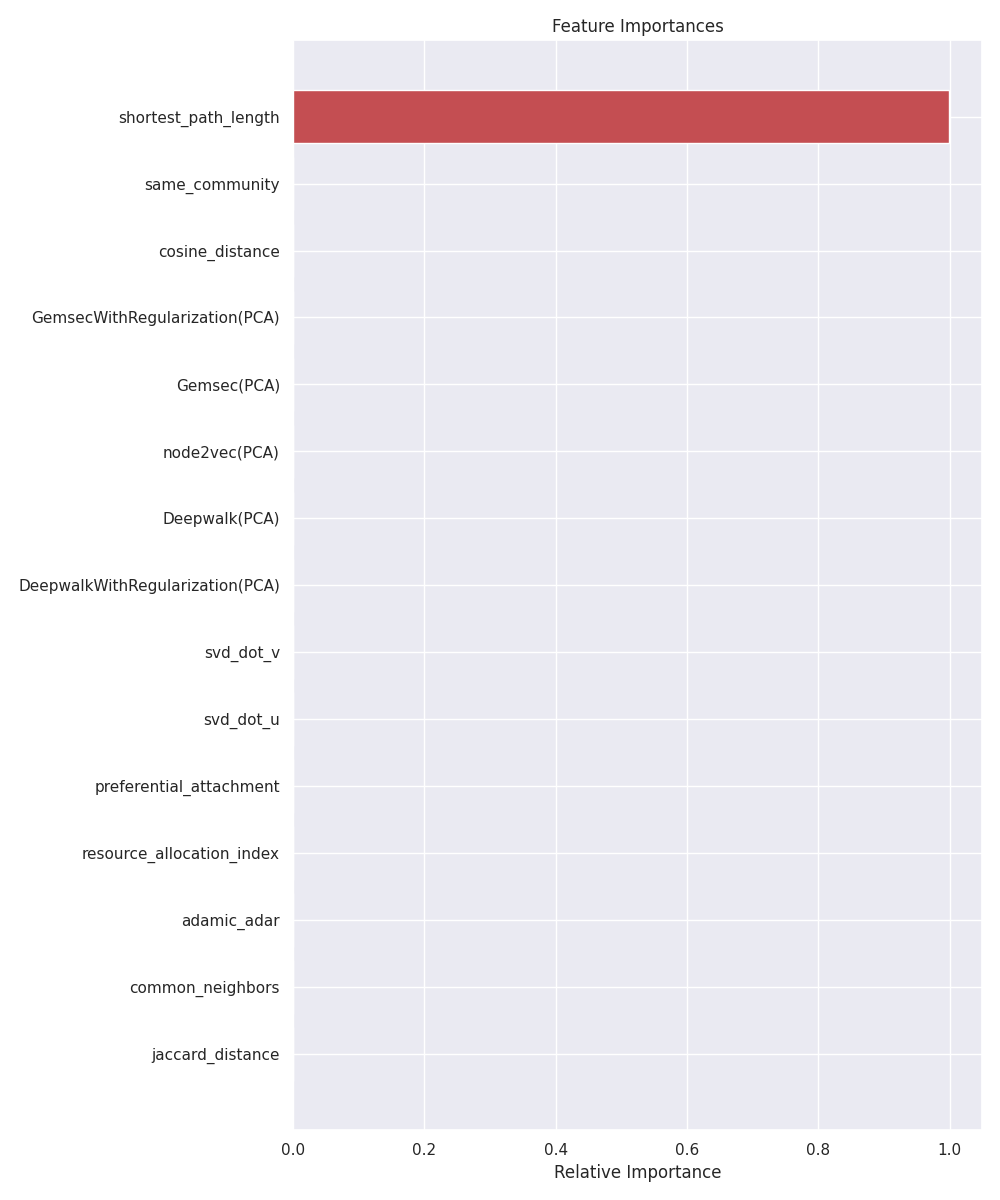 Feature Importances
shortest_path_length
same_community
cosine_distance
GemsecWithRegularization(PCA)
Gemsec(PCA)
node2vec(PCA)
Deepwalk(PCA)
DeepwalkWithRegularization(PCA)
svd_dot_v
svd_dot_u
preferential_attachment
resource_allocation_index
adamic_adar
common_neighbors
jaccard_distance
0.0 0.2 0.4 0.6 0.8 1.0
Relative Importance